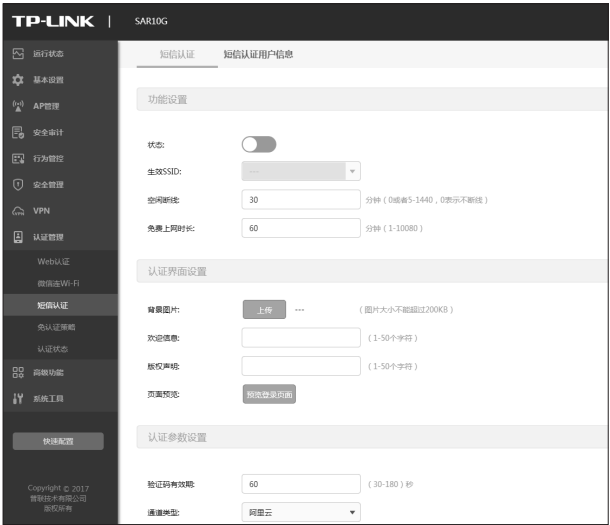 TP-LINK | SAR10G
运行状态
基本设置
AP管理
安全审计
行为管控
安全管理
VPN
认证管理
Web认证
微信连Wi-Fi
短信认证
免认证策略
认证状态
高级功能
系统工具
快速配置
Copyright © 2017
普联技术有限公司
版权所有
短信认证 短信认证用户信息
功能设置
状态:
生效SSID: ---
空闲断线: 30 分钟（0或者5-1440，0表示不断线）
免费上网时长: 60 分钟（1-10080）
认证界面设置
背景图片: 上传 --- （图片大小不能超过200KB）
欢迎信息: （1-50个字符）
版权声明: （1-50个字符）
页面预览: 预览登录页面
认证参数设置
验证码有效期: 60 （30-180）秒
通道类型: 阿里云